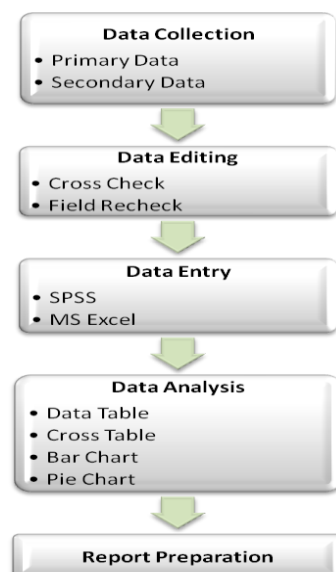 Data Collection
• Primary Data
• Secondary Data
Data Editing
• Cross Check
• Field Recheck
Data Entry
• SPSS
• MS Excel
Data Analysis
• Data Table
• Cross Table
• Bar Chart
• Pie Chart
Report Preparation